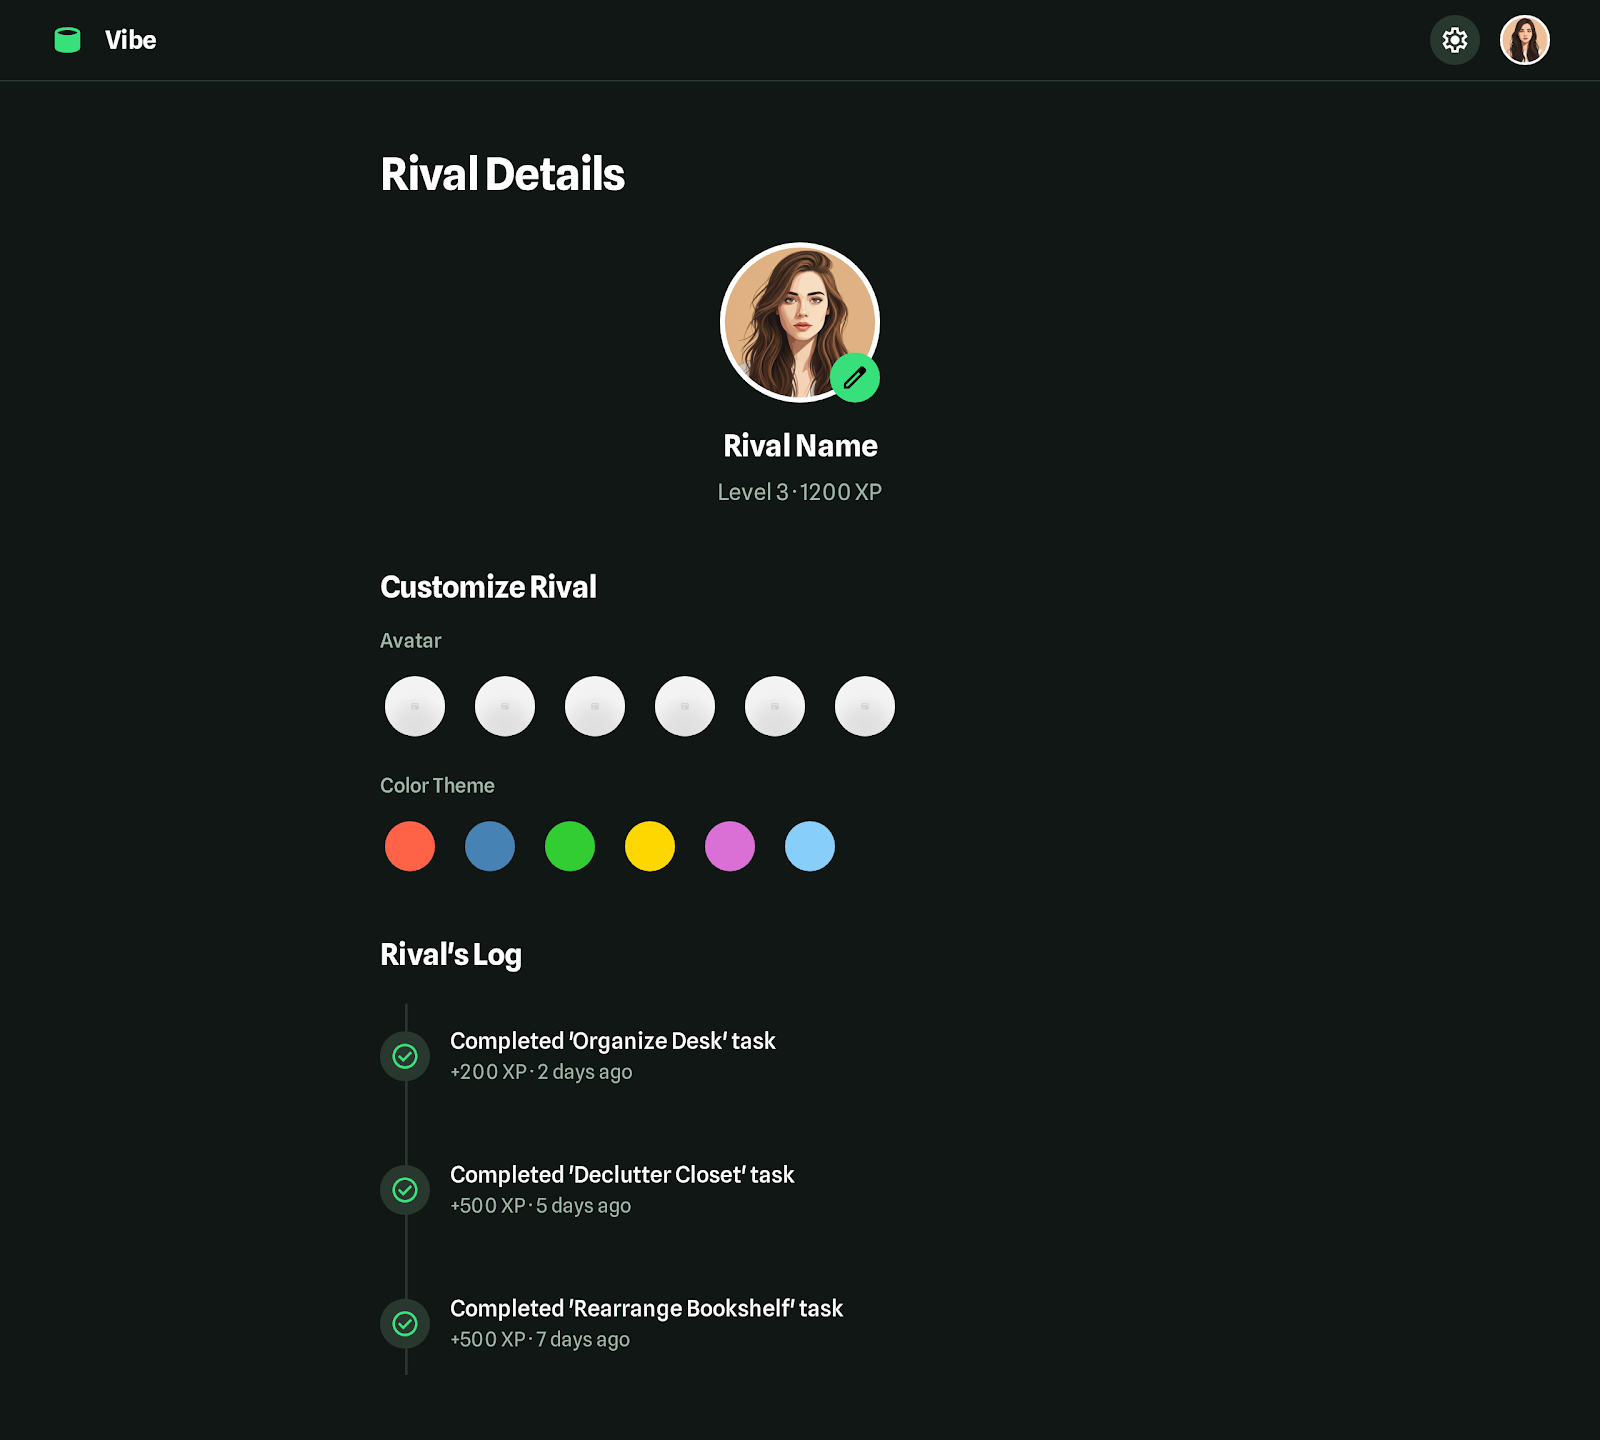 Vibe
Rival Details
Rival Name
Level 3 · 1200 XP
Customize Rival
Avatar
Color Theme
Rival's Log
Completed 'Organize Desk' task
+200 XP · 2 days ago
Completed 'Declutter Closet' task
+500 XP · 5 days ago
Completed 'Rearrange Bookshelf' task
+500 XP · 7 days ago